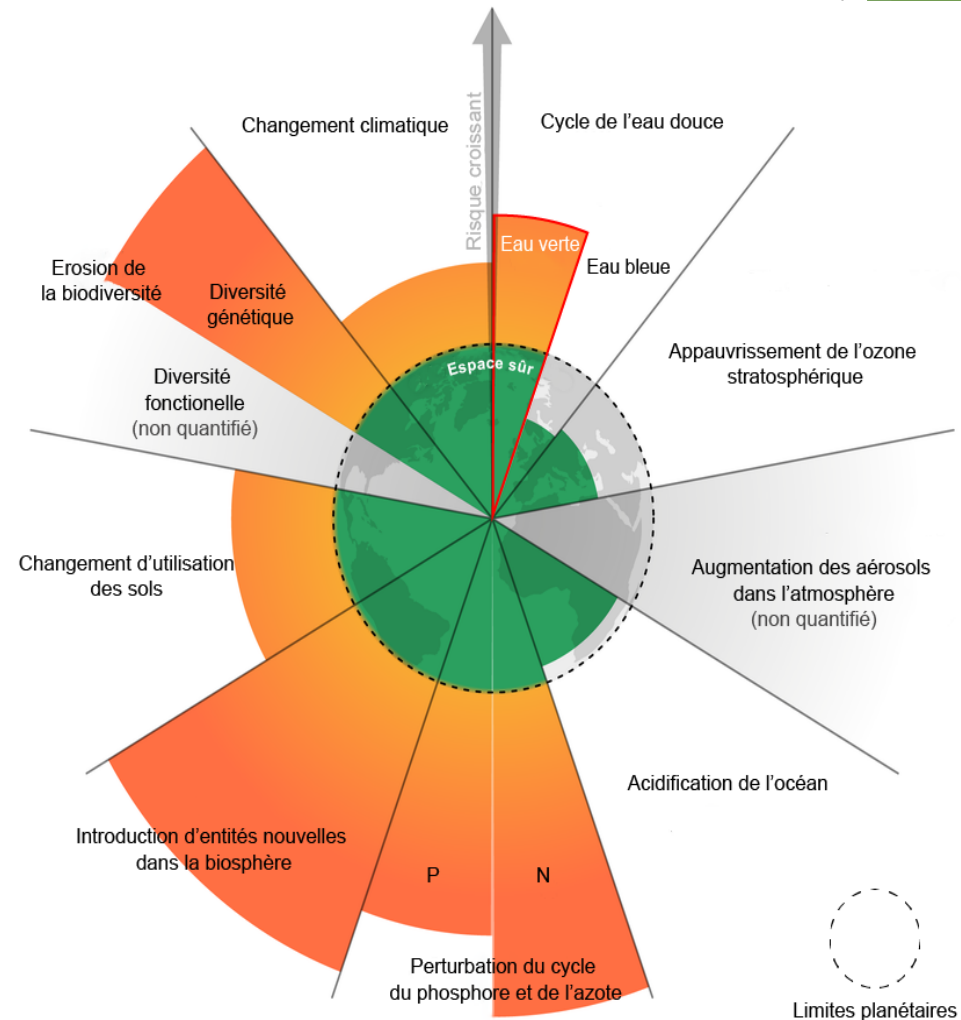 Changement climatique
Cycle de l'eau douce
Risque croissant
Eau verte
Eau bleue
Erosion de
la biodiversité
Diversité
génétique
Espace sûr
Appauvrissement de l'ozone
stratosphérique
Diversité
fonctionelle
(non quantifié)
Changement d'utilisation
des sols
Augmentation des aérosols
dans l'atmosphère
(non quantifié)
Acidification de l'océan
Introduction d'entités nouvelles
dans la biosphère
P
N
Perturbation du cycle
du phosphore et de l'azote
Limites planétaires